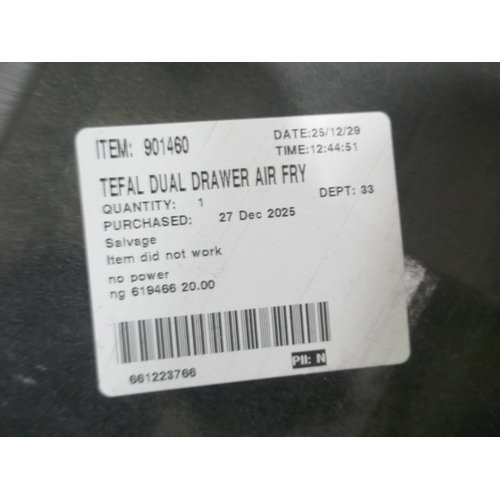 ITEM: 901460
DATE:25/12/29
TIME:12:44:51
TEFAL DUAL DRAWER AIR FRY
QUANTITY: 1
DEPT: 33
PURCHASED: 27 Dec 2025
Salvage
Item did not work
no power
ng 619466 20.00
661223766
PII: N